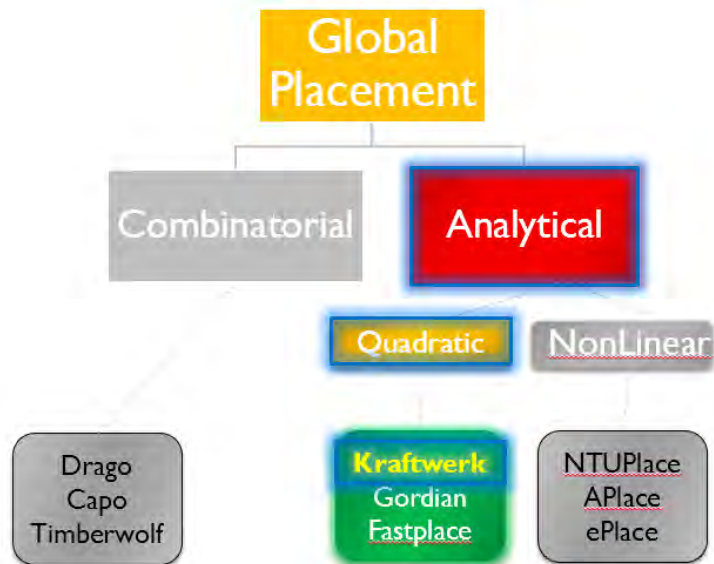 Global
Placement
Combinatorial
Analytical
Quadratic
NonLinear
Drago
Capo
Timberwolf
Kraftwerk
Gordian
Fastplace
NTUPlace
APlace
ePlace